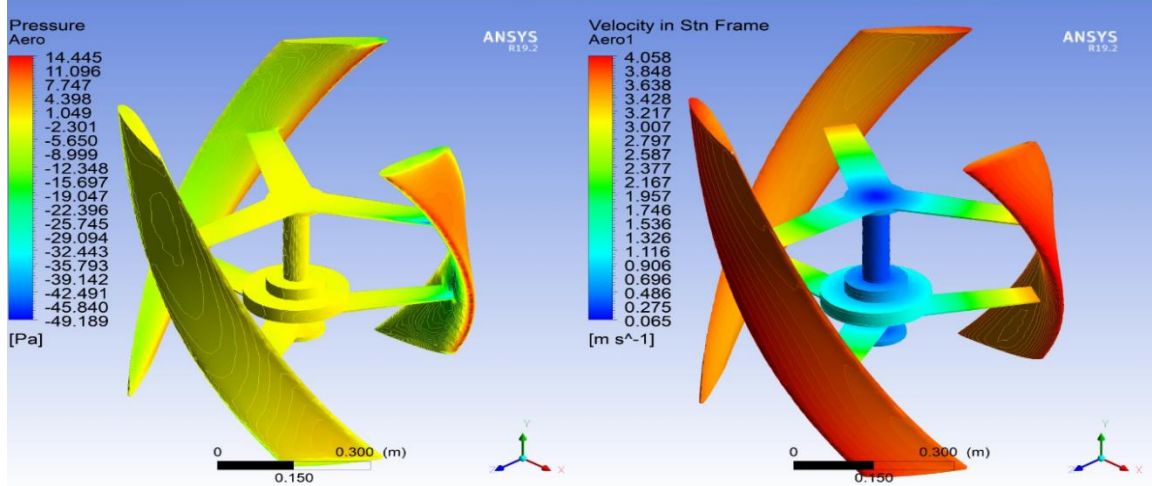 Pressure
Aero
14.445
11.096
7.747
4.398
1.049
-2.301
-5.650
-8.999
-12.348
-15.697
-19.047
-22.396
-25.745
-29.094
-32.443
-35.793
-39.142
-42.491
-45.840
-49.189
[Pa]
ANSYS
R19.2
0 0.300 (m)
0.150
Y
Z X
Velocity in Stn Frame
Aero1
4.058
3.848
3.638
3.428
3.217
3.007
2.797
2.587
2.377
2.167
1.957
1.746
1.536
1.326
1.116
0.906
0.696
0.486
0.275
0.065
[m s^-1]
ANSYS
R19.2
0 0.300 (m)
0.150
Y
Z X